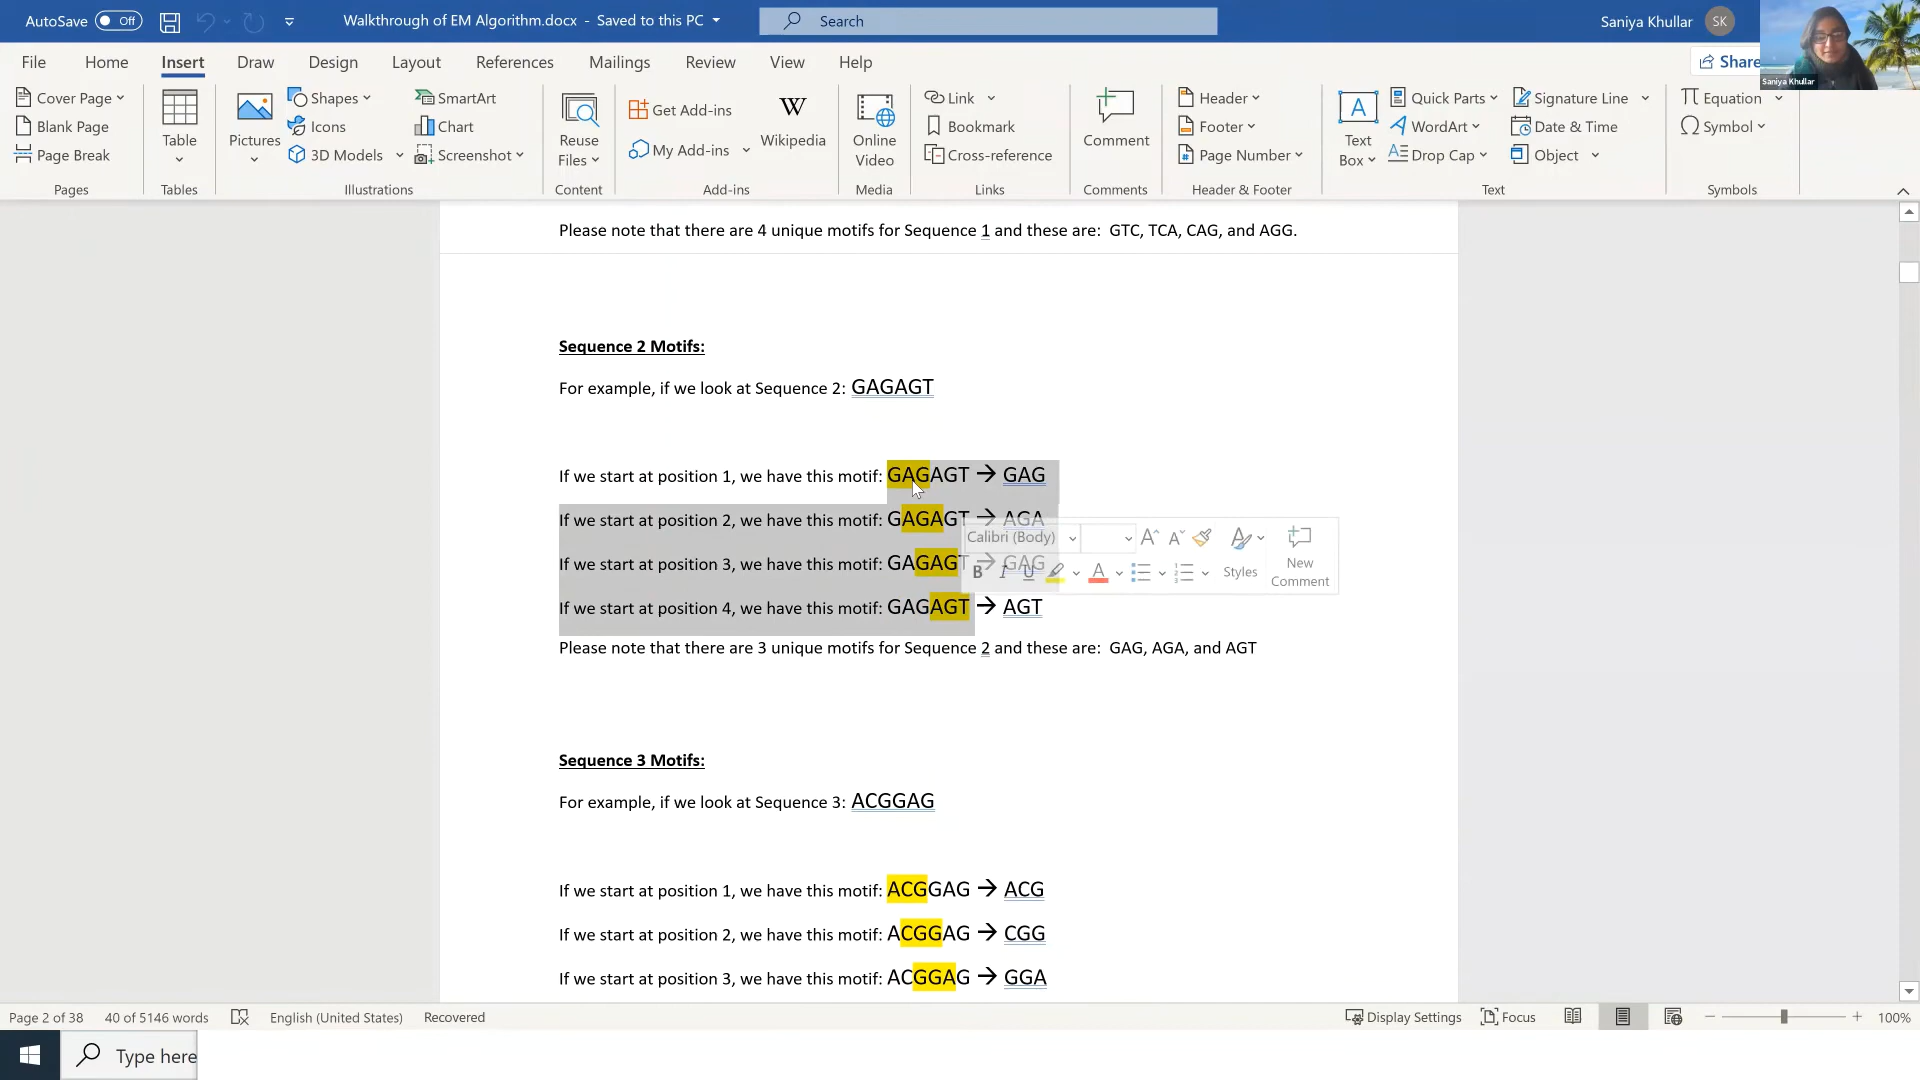 AutoSave Off Walkthrough of EM Algorithm.docx - Saved to this PC Search Saniya Khullar SK
File Home Insert Draw Design Layout References Mailings Review View Help Share
Saniya Khullar
Cover Page
Blank Page
Page Break
Pages
Table
Tables
Pictures
Shapes
Icons
3D Models
SmartArt
Chart
Screenshot
Illustrations
Reuse
Files
Content
Get Add-ins
My Add-ins
W
Wikipedia
Add-ins
Online
Video
Media
Link
Bookmark
Cross-reference
Links
Comment
Comments
Header
Footer
Page Number
Header & Footer
A
Text
Box
Quick Parts
WordArt
Drop Cap
Signature Line
Date & Time
Object
Text
π Equation
Ω Symbol
Symbols
Please note that there are 4 unique motifs for Sequence 1 and these are: GTC, TCA, CAG, and AGG.
Sequence 2 Motifs:
For example, if we look at Sequence 2: GAGAGT
If we start at position 1, we have this motif: GAGAGT → GAG
If we start at position 2, we have this motif: GAGAGT → AGA
If we start at position 3, we have this motif: GAGAGT → GAG
If we start at position 4, we have this motif: GAGAGT → AGT
Calibri (Body)
B I U A Styles
New
Comment
Please note that there are 3 unique motifs for Sequence 2 and these are: GAG, AGA, and AGT
Sequence 3 Motifs:
For example, if we look at Sequence 3: ACGGAG
If we start at position 1, we have this motif: ACGGAG → ACG
If we start at position 2, we have this motif: ACGGAG → CGG
If we start at position 3, we have this motif: ACGGAG → GGA
Page 2 of 38 40 of 5146 words English (United States) Recovered Display Settings Focus 100%
Type here